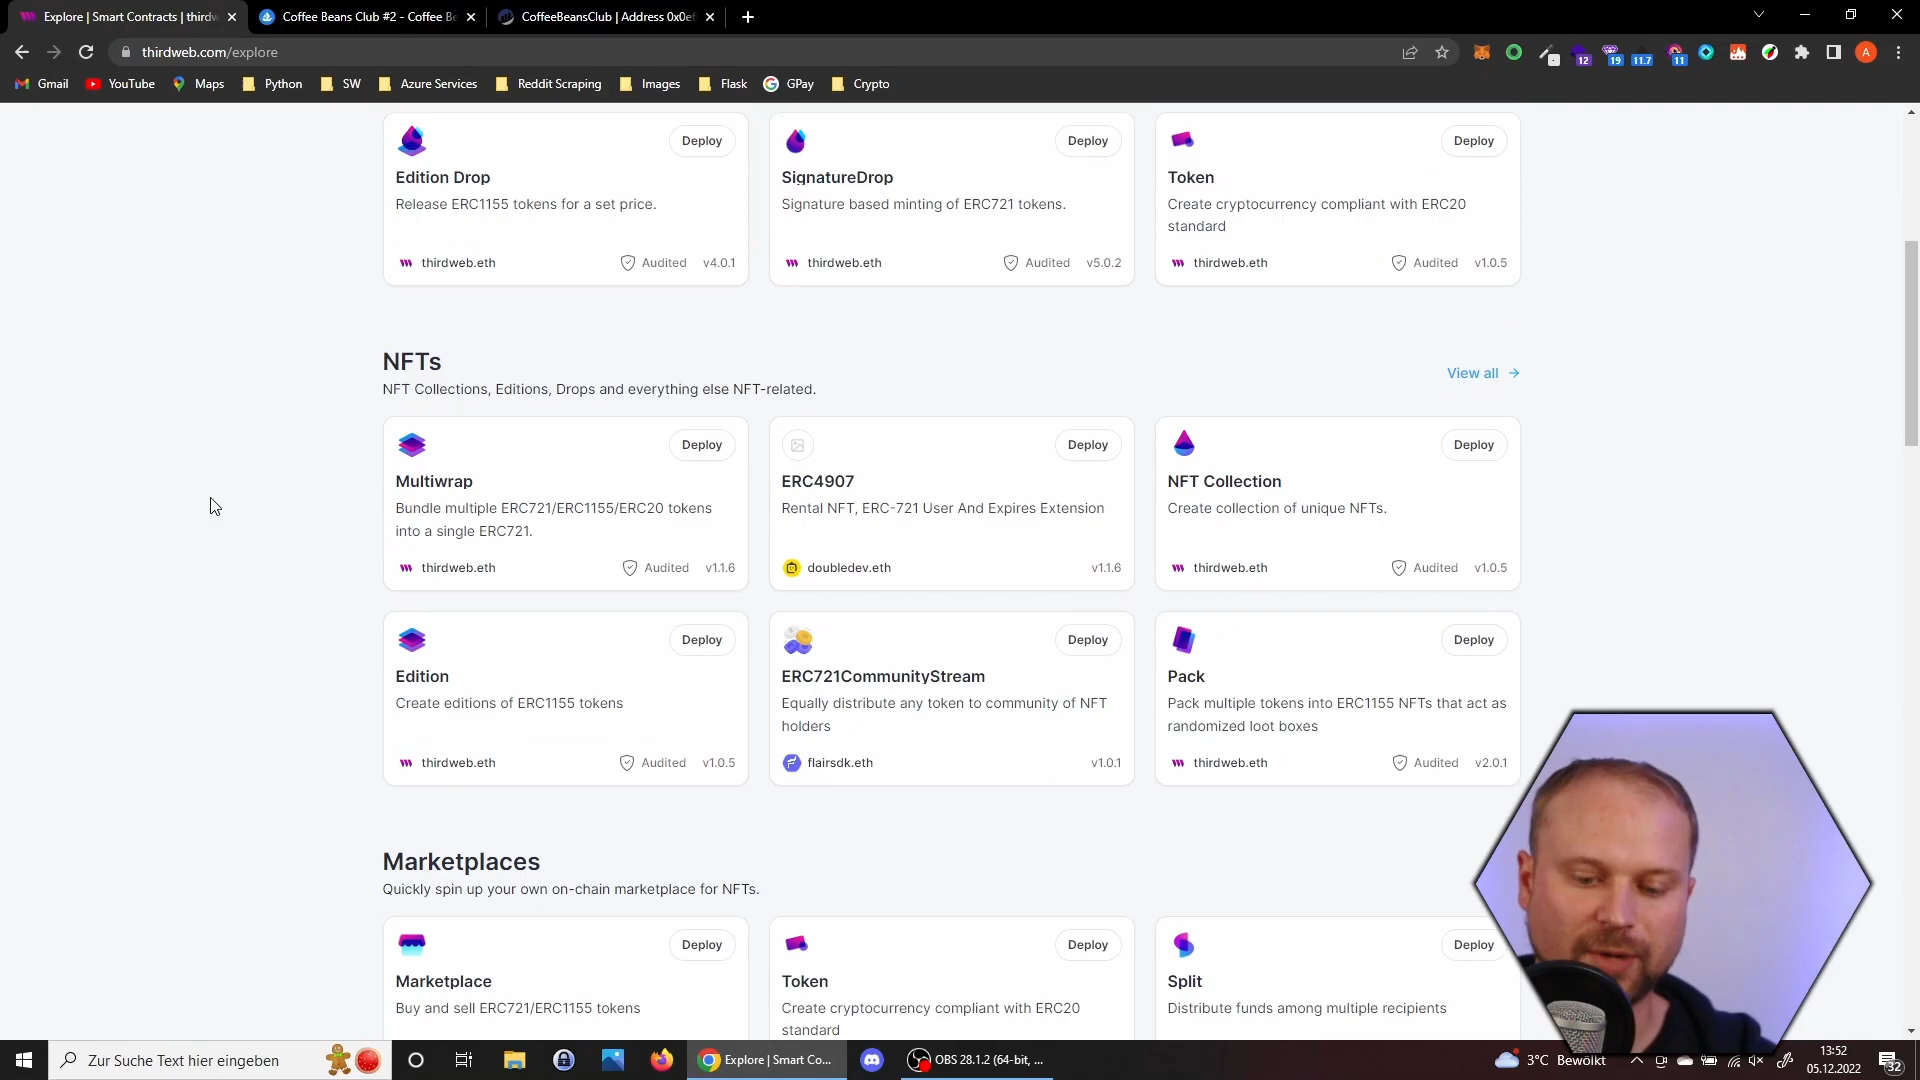 Explore | Smart Contracts | thirdw
Coffee Beans Club #2 - Coffee Be
CoffeeBeansClub | Address 0x0ef
thirdweb.com/explore
12
19
11.7
11
A
Gmail
YouTube
Maps
Python
SW
Azure Services
Reddit Scraping
Images
Flask
GPay
Crypto
Deploy
Deploy
Deploy
Edition Drop
SignatureDrop
Token
Release ERC1155 tokens for a set price.
Signature based minting of ERC721 tokens.
Create cryptocurrency compliant with ERC20
standard
thirdweb.eth
Audited
v4.0.1
thirdweb.eth
Audited
v5.0.2
thirdweb.eth
Audited
v1.0.5
NFTs
NFT Collections, Editions, Drops and everything else NFT-related.
View all
Deploy
Deploy
Deploy
Multiwrap
ERC4907
NFT Collection
Bundle multiple ERC721/ERC1155/ERC20 tokens
into a single ERC721.
Rental NFT, ERC-721 User And Expires Extension
Create collection of unique NFTs.
thirdweb.eth
Audited
v1.1.6
doubledev.eth
v1.1.6
thirdweb.eth
Audited
v1.0.5
Deploy
Deploy
Deploy
Edition
ERC721CommunityStream
Pack
Create editions of ERC1155 tokens
Equally distribute any token to community of NFT
holders
Pack multiple tokens into ERC1155 NFTs that act as
randomized loot boxes
thirdweb.eth
Audited
v1.0.5
flairsdk.eth
v1.0.1
thirdweb.eth
Audited
v2.0.1
Marketplaces
Quickly spin up your own on-chain marketplace for NFTs.
Deploy
Deploy
Deploy
Marketplace
Token
Split
Buy and sell ERC721/ERC1155 tokens
Create cryptocurrency compliant with ERC20
standard
Distribute funds among multiple recipients
Zur Suche Text hier eingeben
Explore | Smart Co...
OBS 28.1.2 (64-bit, ...
3°C Bewölkt
13:52
05.12.2022
32